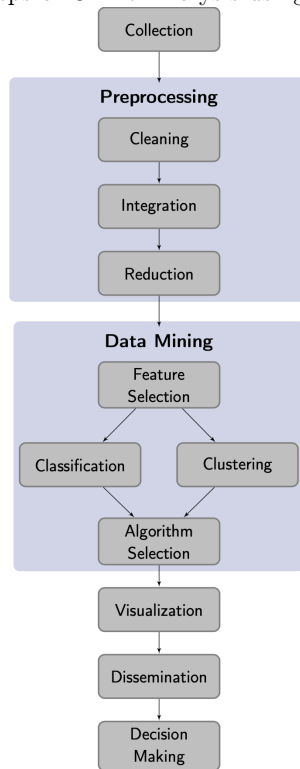 Collection
Preprocessing
Cleaning
Integration
Reduction
Data Mining
Feature
Selection
Classification
Clustering
Algorithm
Selection
Visualization
Dissemination
Decision
Making